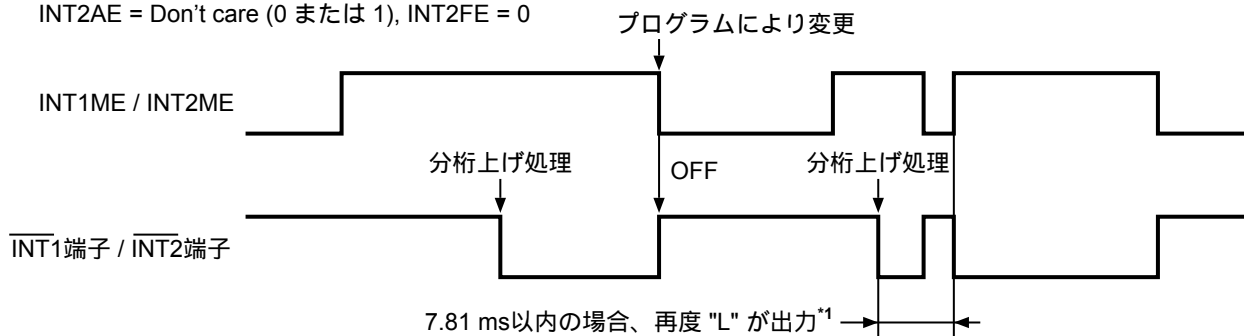 INT2AE = Don't care (0 または 1), INT2FE = 0
プログラムにより変更
INT1ME / INT2ME
分桁上げ処理
OFF
分桁上げ処理
INT1端子 / INT2端子
7.81 ms以内の場合、再度 "L" が出力*1